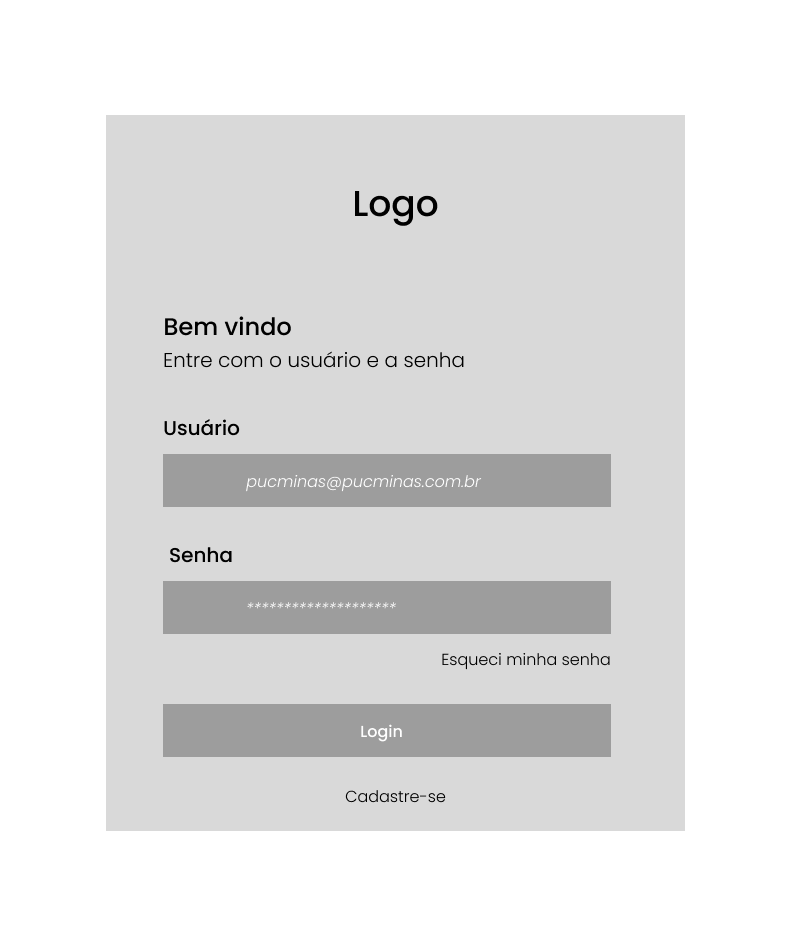 Logo
Bem vindo
Entre com o usuário e a senha
Usuário
pucminas@pucminas.com.br
Senha
********************
Esqueci minha senha
Login
Cadastre-se